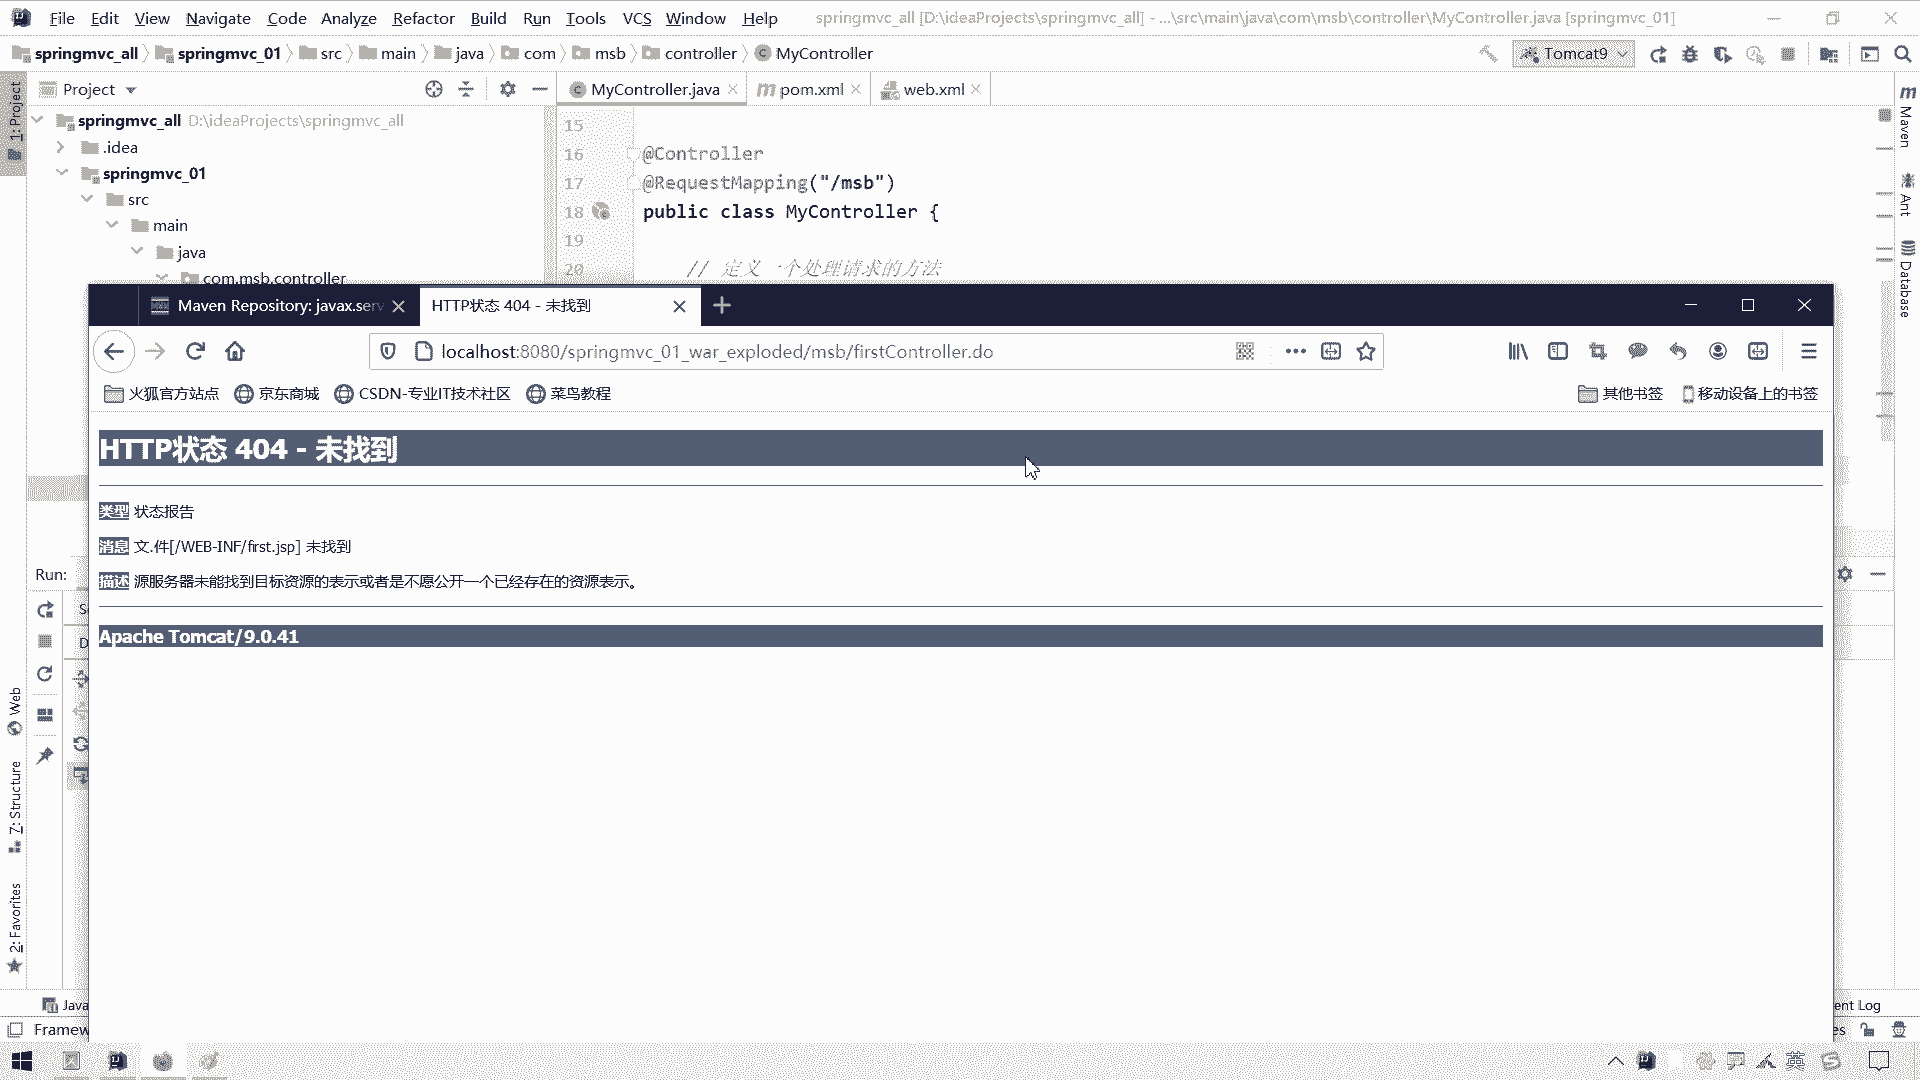 File Edit View Navigate Code Analyze Refactor Build Run Tools VCS Window Help springmvc_all [D:\ideaProjects\springmvc_all] - ...\src\main\java\com\msb\controller\MyController.java [springmvc_01]
springmvc_all springmvc_01 src main java com msb controller MyController Tomcat9
1: Project
Project
MyController.java pom.xml web.xml
Maven
Ant
Database
springmvc_all D:\ideaProjects\springmvc_all
.idea
springmvc_01
src
main
java
com.msb.controller
15
16 @Controller
17 @RequestMapping("/msb")
18 public class MyController {
19
20 // 定义一个处理请求的方法
Maven Repository: javax.serv HTTP状态 404 - 未找到
localhost:8080/springmvc_01_war_exploded/msb/firstController.do
火狐官方站点 京东商城 CSDN-专业IT技术社区 菜鸟教程 其他书签 移动设备上的书签
HTTP状态 404 - 未找到
类型 状态报告
消息 文.件[/WEB-INF/first.jsp] 未找到
描述 源服务器未能找到目标资源的表示或者是不愿公开一个已经存在的资源表示。
Apache Tomcat/9.0.41
Run:
Web
7: Structure
2: Favorites
Java
ent Log
Framew
es
英